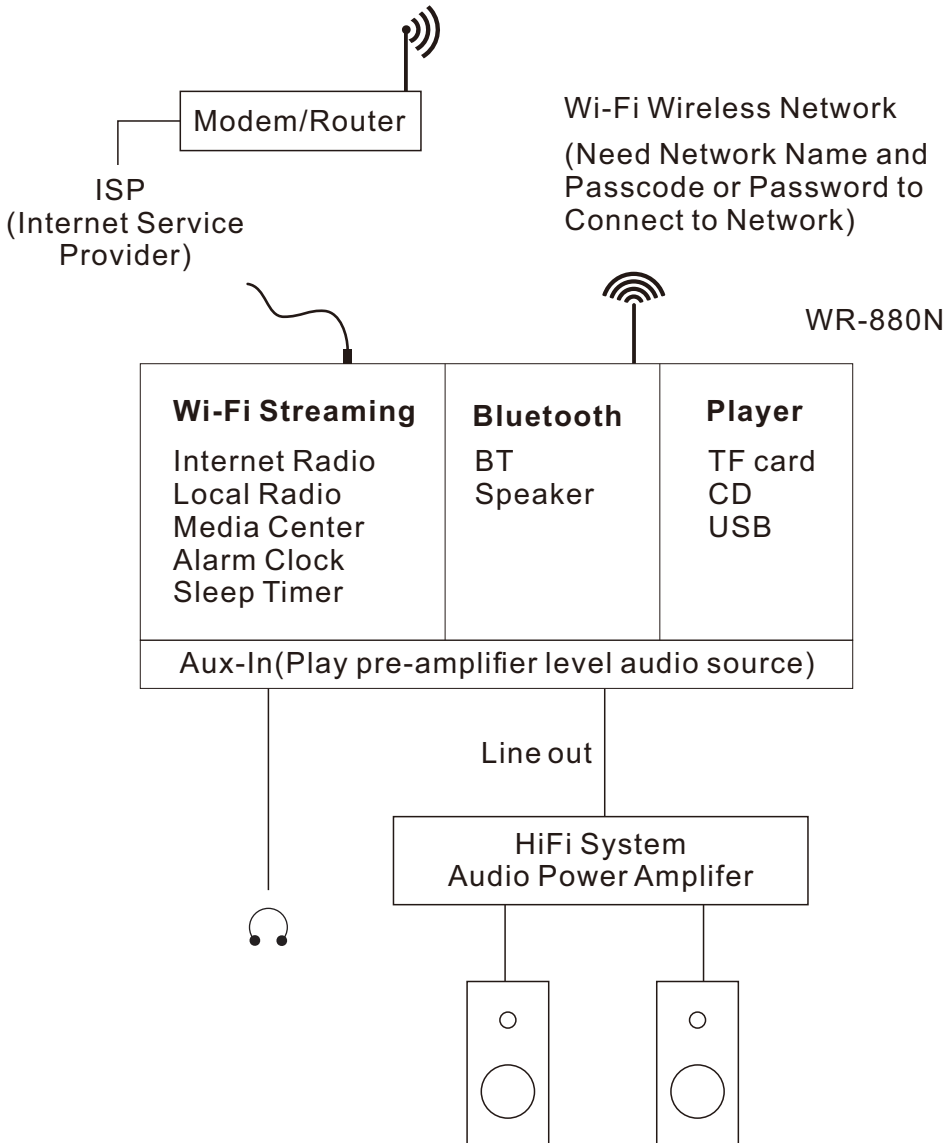 Modem/Router
ISP
(Internet Service
Provider)
Wi-Fi Wireless Network
(Need Network Name and
Passcode or Password to
Connect to Network)
WR-880N
Wi-Fi Streaming
Internet Radio
Local Radio
Media Center
Alarm Clock
Sleep Timer
Bluetooth
BT
Speaker
Player
TF card
CD
USB
Aux-In(Play pre-amplifier level audio source)
Line out
HiFi System
Audio Power Amplifer